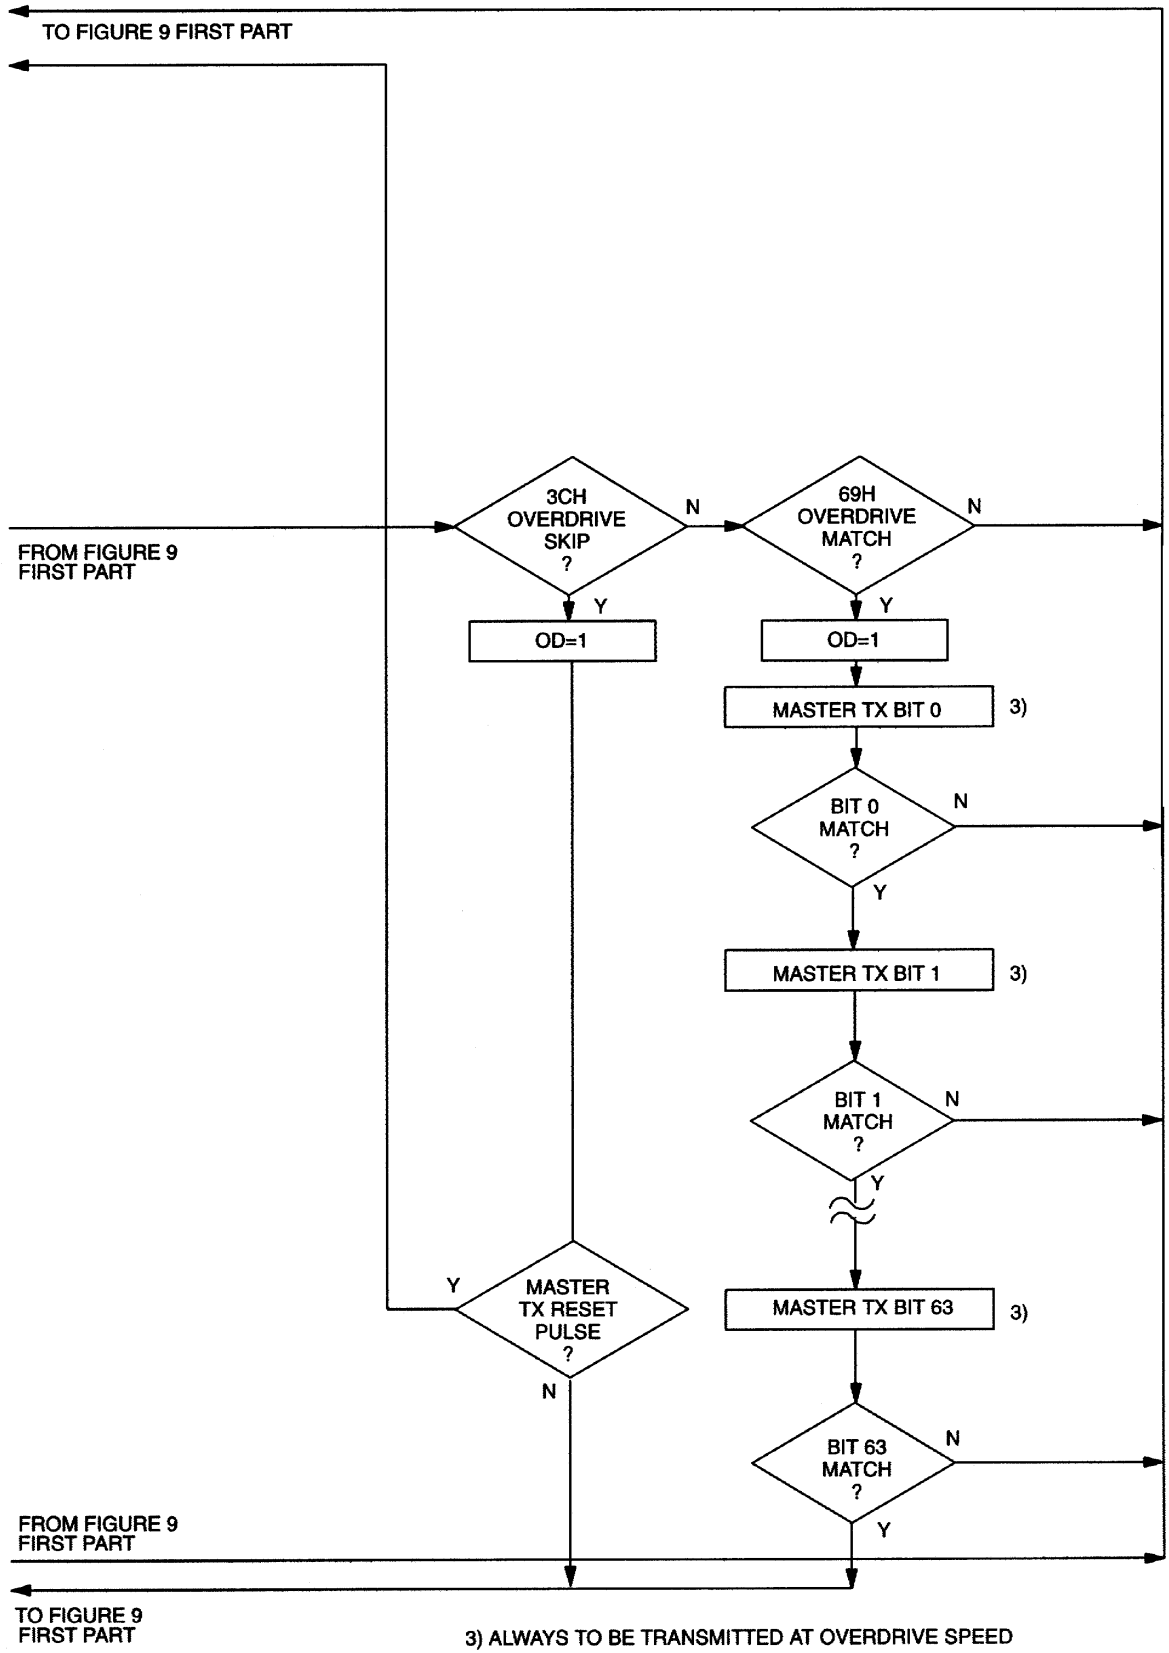 TO FIGURE 9 FIRST PART
3CH
OVERDRIVE
SKIP
?
N
69H
OVERDRIVE
MATCH
?
N
FROM FIGURE 9
FIRST PART
Y
Y
OD=1
OD=1
MASTER TX BIT 0
3)
BIT 0
MATCH
?
N
Y
MASTER TX BIT 1
3)
BIT 1
MATCH
?
N
Y
Y
MASTER
TX RESET
PULSE
?
N
MASTER TX BIT 63
3)
BIT 63
MATCH
?
N
Y
FROM FIGURE 9
FIRST PART
TO FIGURE 9
FIRST PART
3) ALWAYS TO BE TRANSMITTED AT OVERDRIVE SPEED